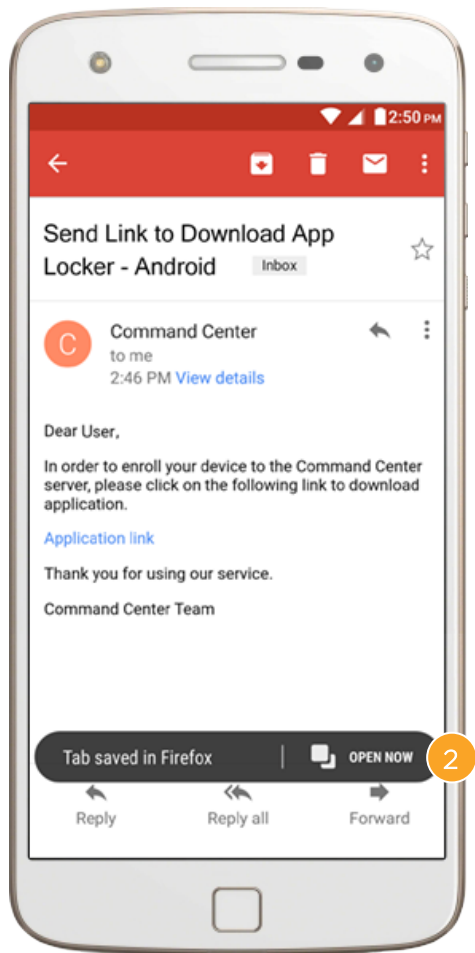 2:50 PM
Send Link to Download App
Locker - Android Inbox
C
Command Center
to me
2:46 PM View details
Dear User,
In order to enroll your device to the Command Center
server, please click on the following link to download
application.
Application link
Thank you for using our service.
Command Center Team
Tab saved in Firefox OPEN NOW 2
Reply Reply all Forward